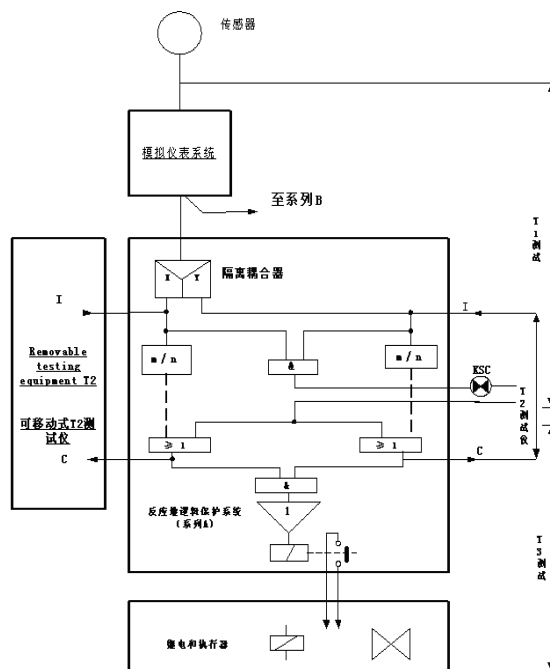 传感器
模拟仪表系统
至系列B
T1测试
X Y
隔离耦合器
I
I
Removable
testing
equipment T2
可移动式T2测
试仪
C
m / n
m / n
&
KSC
T2测试仪
≥ 1
≥ 1
C
&
1
反应堆逻辑保护系统
(系列A)
T3测试
继电和执行器